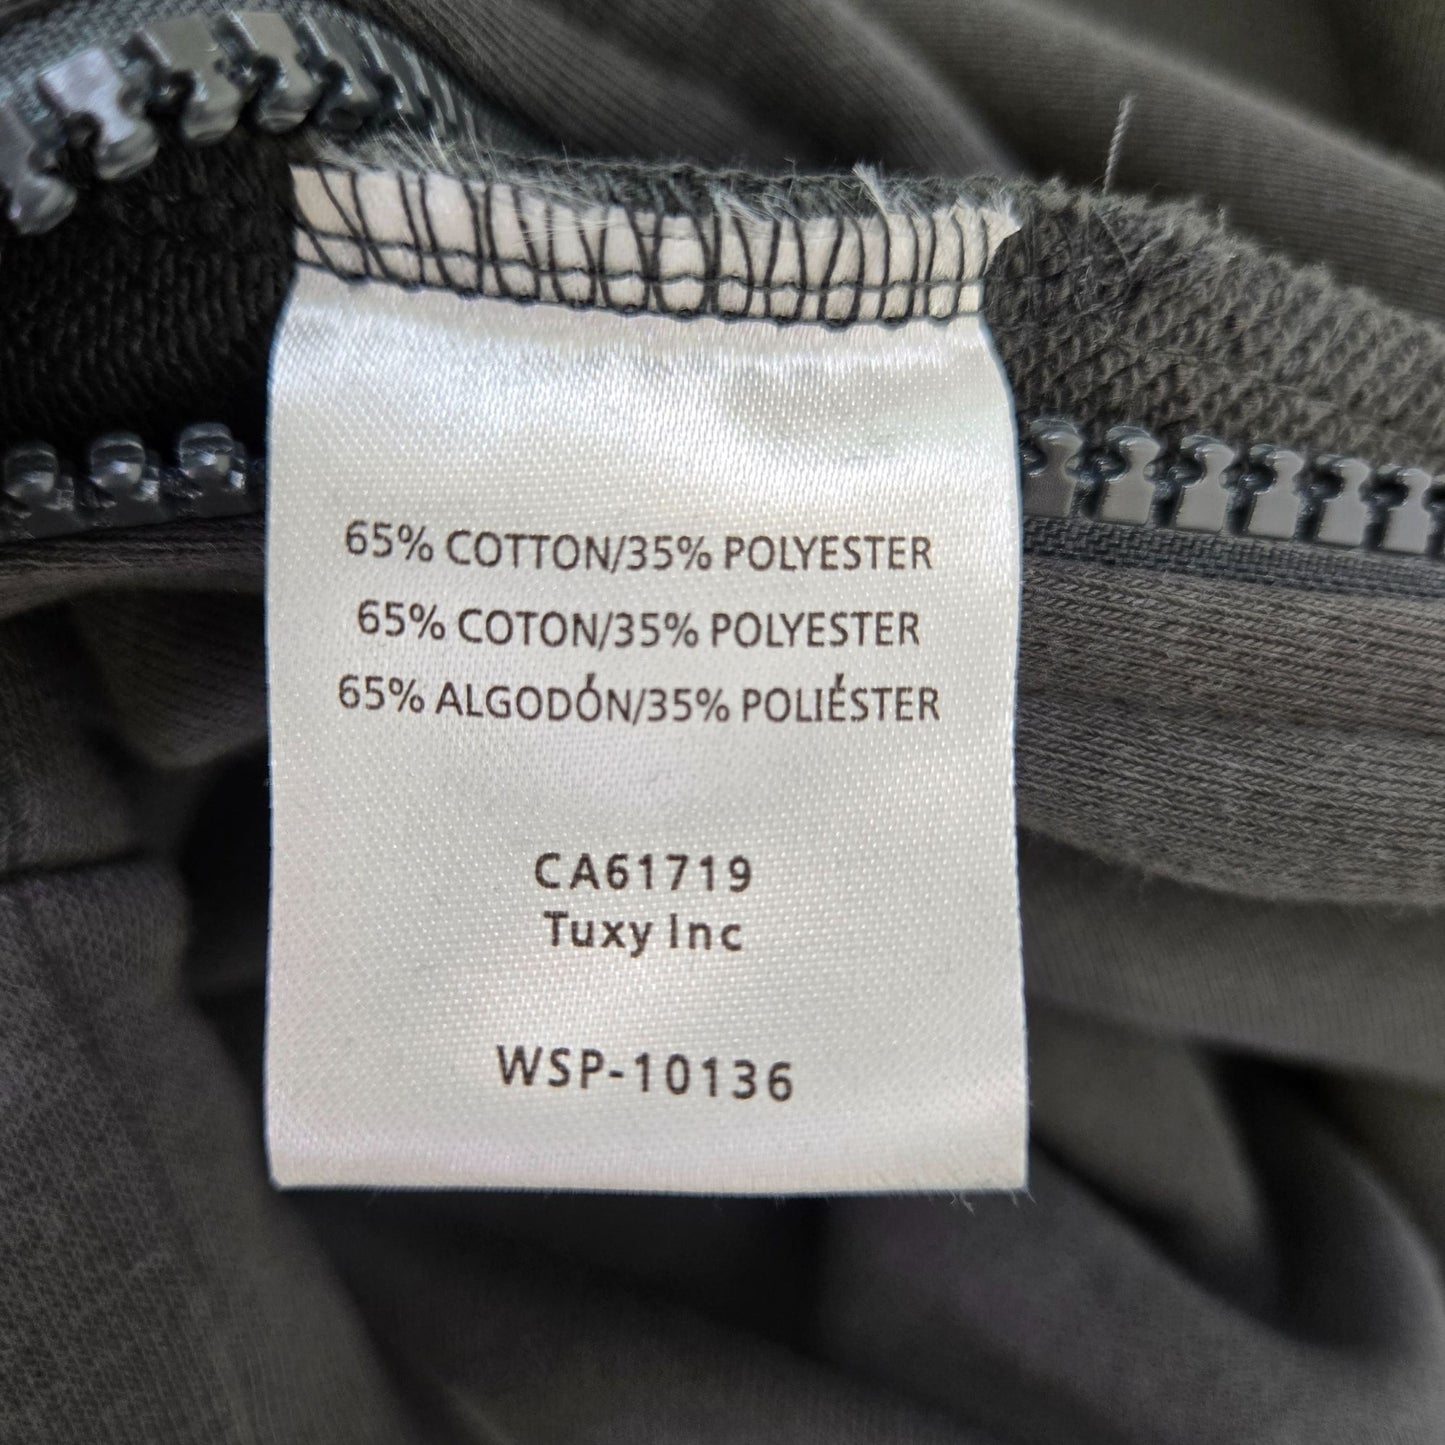 65% COTTON/35% POLYESTER
65% COTON/35% POLYESTER
65% ALGODÓN/35% POLIÉSTER
CA61719
Tuxy Inc
WSP-10136